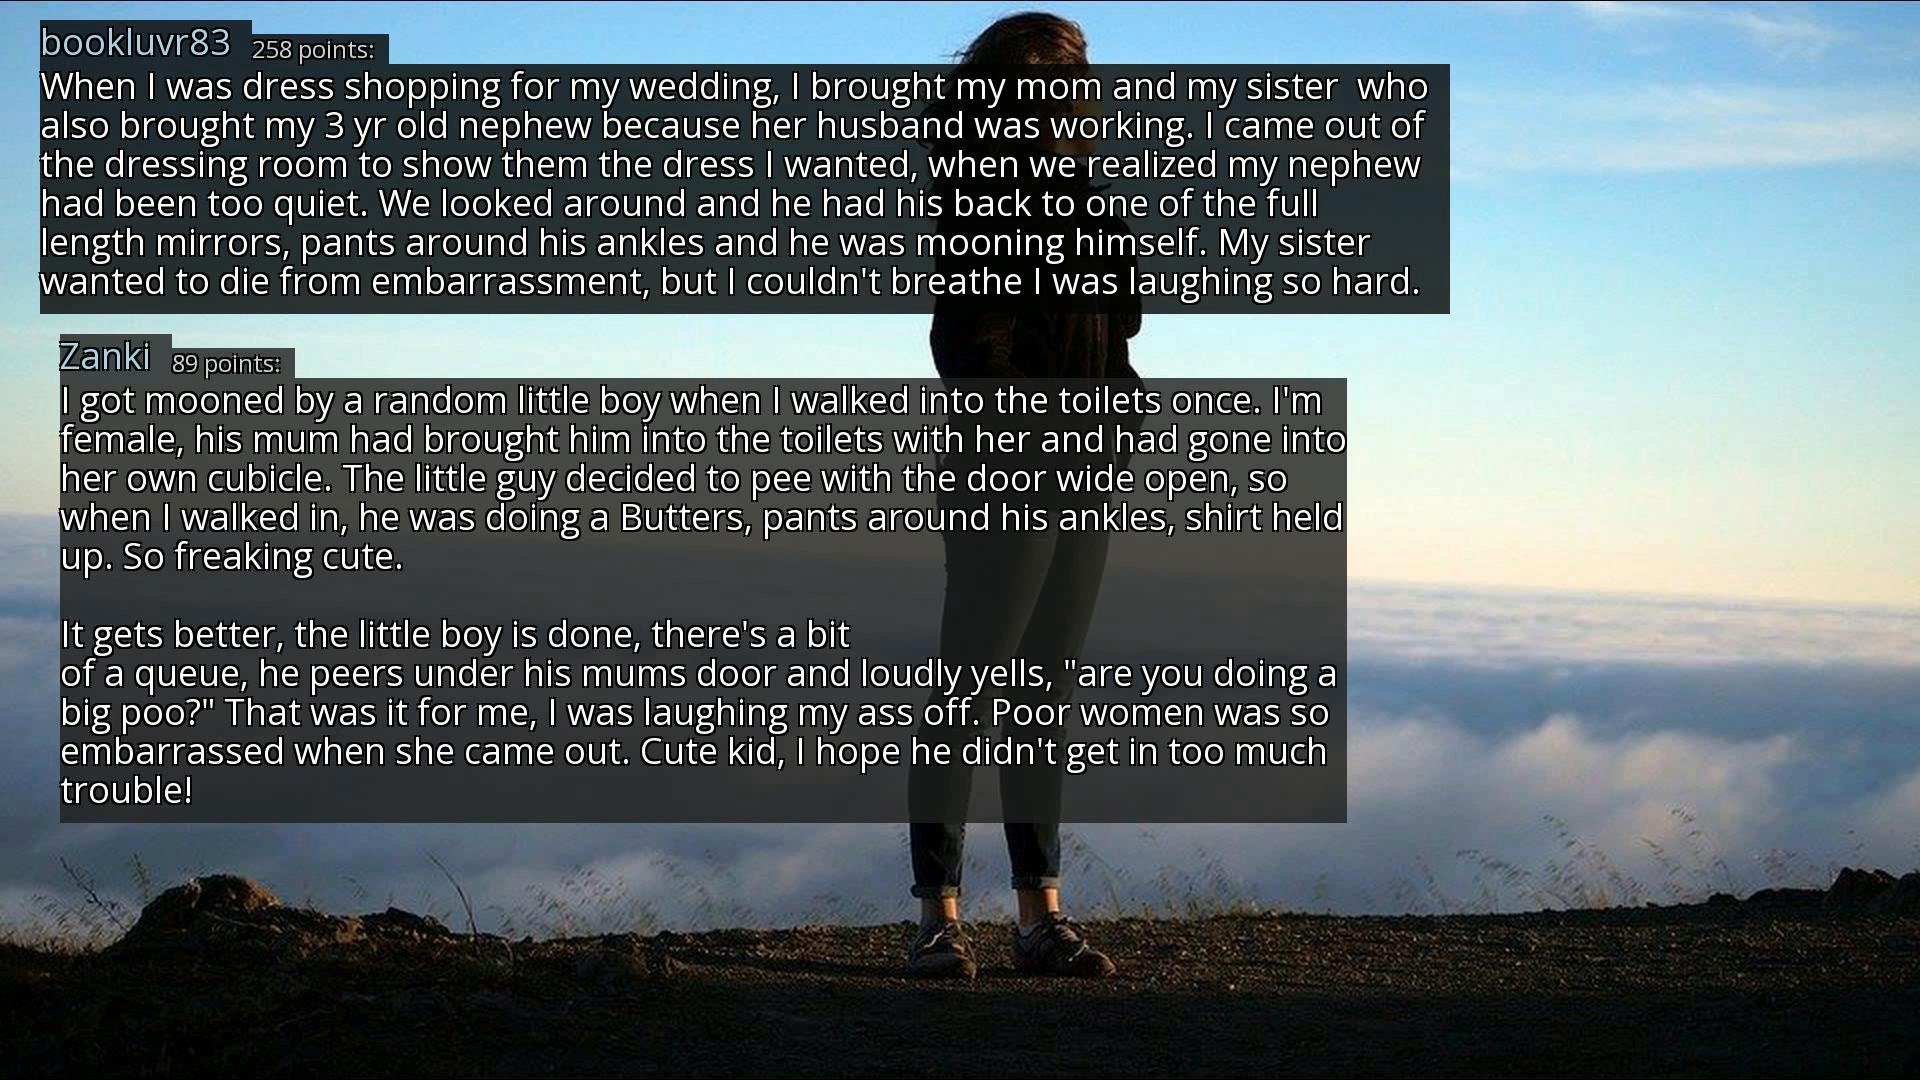 bookluvr83 258 points:
When I was dress shopping for my wedding, I brought my mom and my sister  who
also brought my 3 yr old nephew because her husband was working. I came out of
the dressing room to show them the dress I wanted, when we realized my nephew
had been too quiet. We looked around and he had his back to one of the full
length mirrors, pants around his ankles and he was mooning himself. My sister
wanted to die from embarrassment, but I couldn't breathe I was laughing so hard.
Zanki 89 points:
I got mooned by a random little boy when I walked into the toilets once. I'm
female, his mum had brought him into the toilets with her and had gone into
her own cubicle. The little guy decided to pee with the door wide open, so
when I walked in, he was doing a Butters, pants around his ankles, shirt held
up. So freaking cute.
It gets better, the little boy is done, there's a bit
of a queue, he peers under his mums door and loudly yells, "are you doing a
big poo?" That was it for me, I was laughing my ass off. Poor women was so
embarrassed when she came out. Cute kid, I hope he didn't get in too much
trouble!